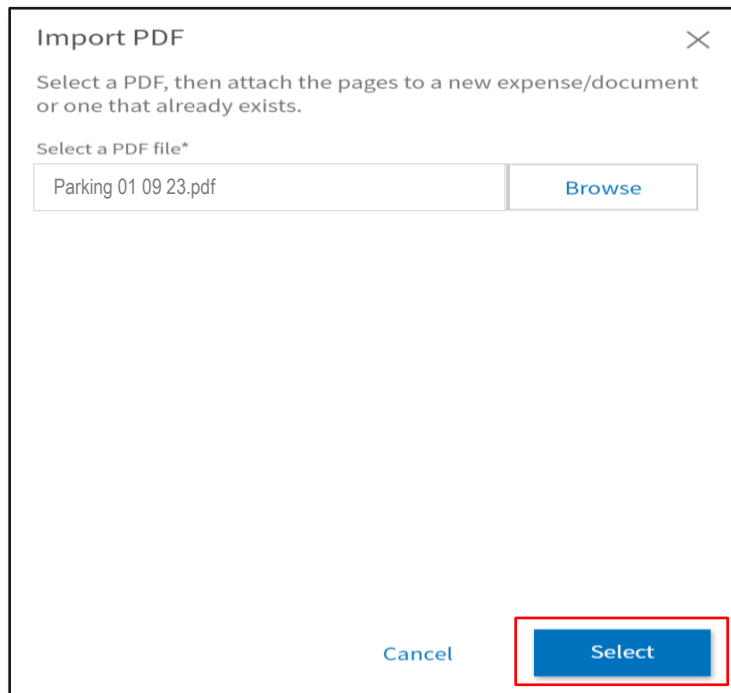 Import PDF
Select a PDF, then attach the pages to a new expense/document
or one that already exists.
Select a PDF file*
Parking 01 09 23.pdf
Browse
Cancel
Select